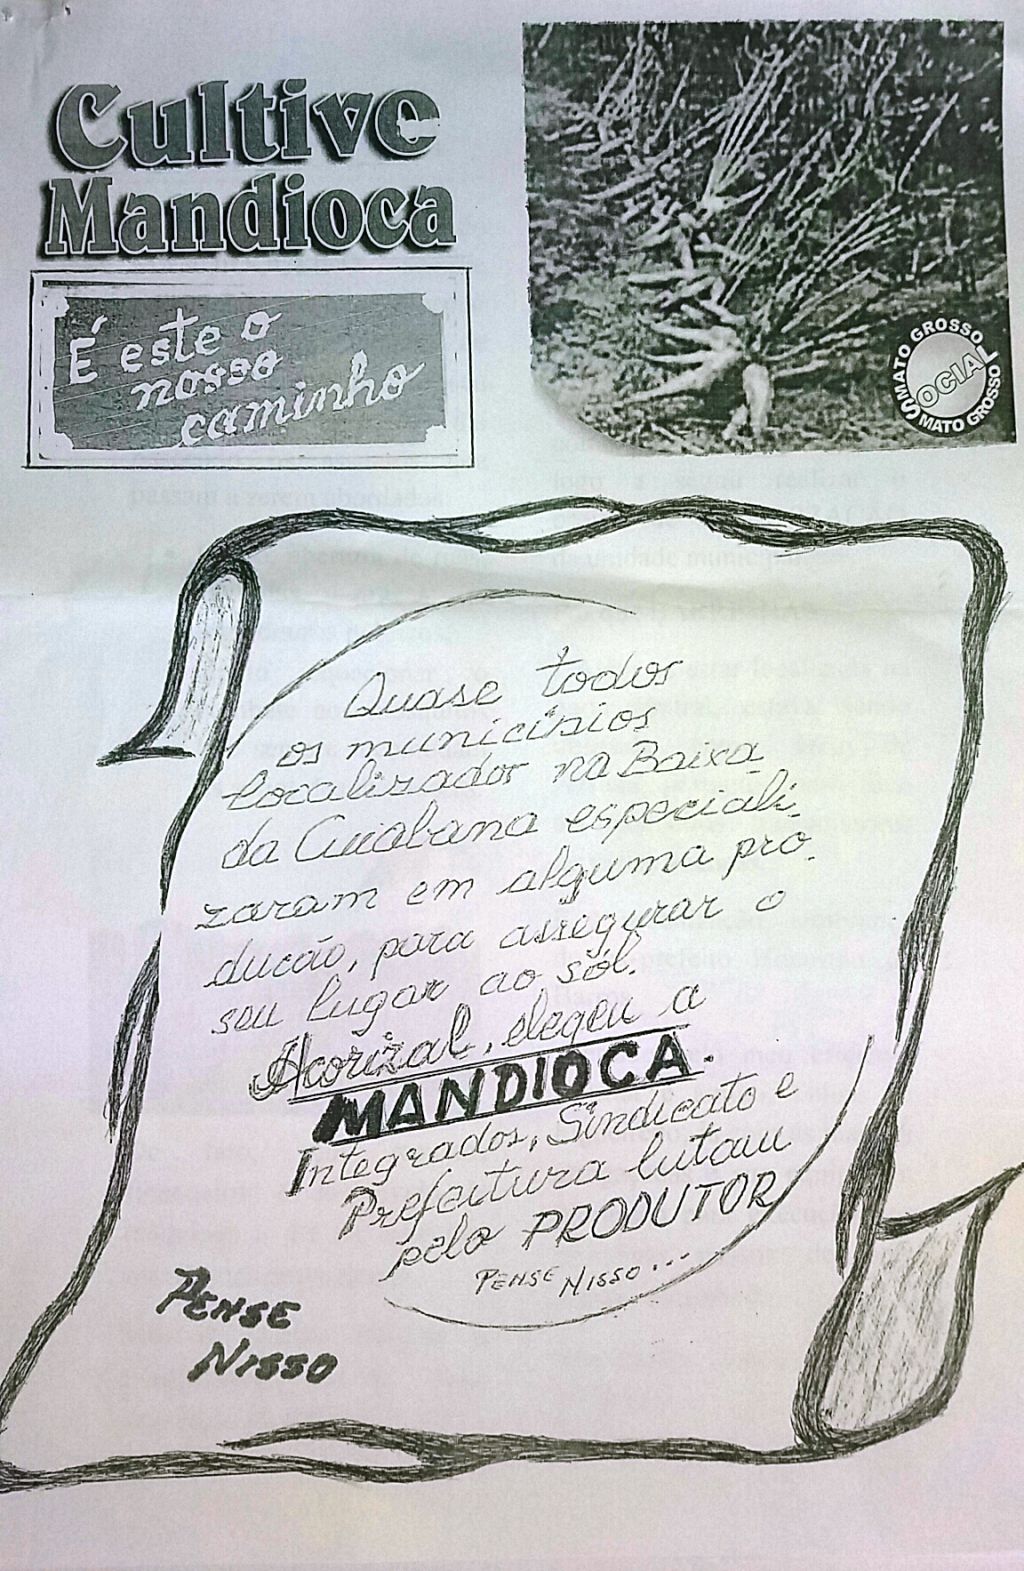 Cultive
Mandioca
É este o
nosso
caminho
MATO GROSSO
SOCIAL
MATO GROSSO
Quase todos
os municípios
localizados na Baixa
da Cuiabana especiali-
zaram em alguma pro-
ducão, para assegurar o
seu lugar ao sol.
Acorizal, elegeu a
MANDIOCA.
Integrados, Sindicato e
Prefeitura lutam
pelo PRODUTOR
PENSE NISSO...
PENSE
NISSO